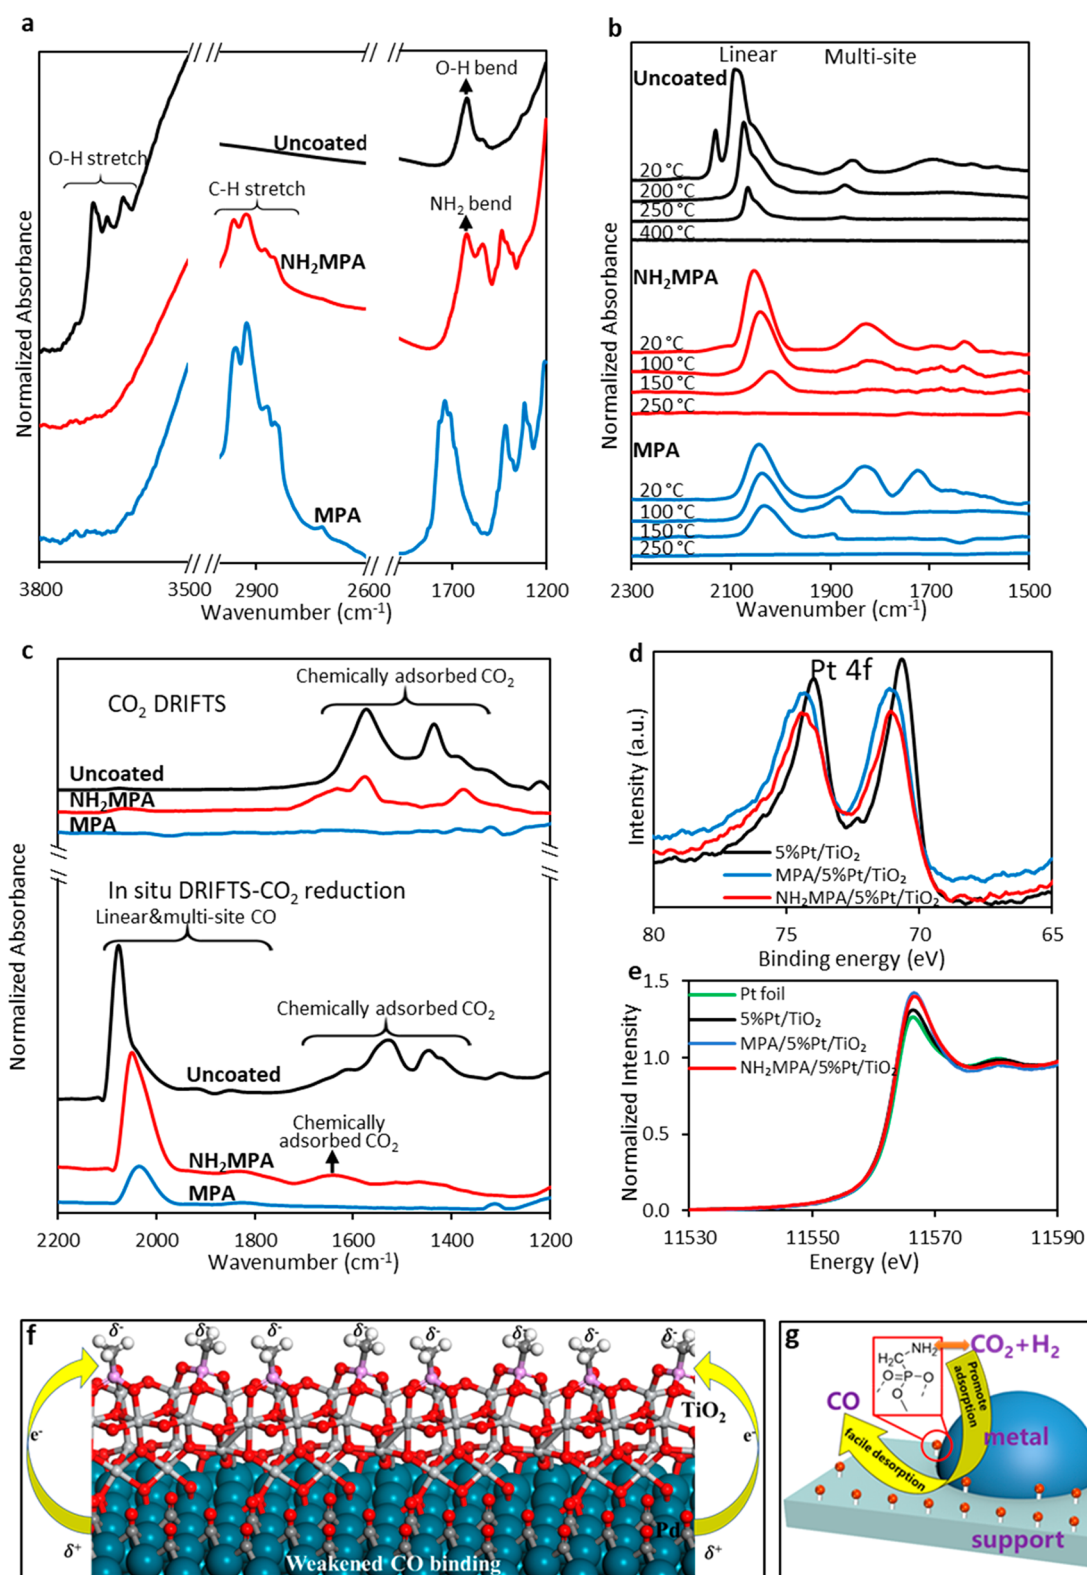 a
O-H bend
Uncoated
O-H stretch
C-H stretch
NH₂ bend
NH₂MPA
MPA
Normalized Absorbance
3800 3500 2900 2600 1700 1200
Wavenumber (cm⁻¹)
b
Linear Multi-site
Uncoated
20 °C
200 °C
250 °C
400 °C
NH₂MPA
20 °C
100 °C
150 °C
250 °C
MPA
20 °C
100 °C
150 °C
250 °C
Normalized Absorbance
2300 2100 1900 1700 1500
Wavenumber (cm⁻¹)
c
Chemically adsorbed CO₂
CO₂ DRIFTS
Uncoated
NH₂MPA
MPA
In situ DRIFTS-CO₂ reduction
Linear&multi-site CO
Chemically adsorbed CO₂
Uncoated
Chemically
adsorbed CO₂
NH₂MPA
MPA
Normalized Absorbance
2200 2000 1800 1600 1400 1200
Wavenumber (cm⁻¹)
d
Pt 4f
Intensity (a.u.)
5%Pt/TiO₂
MPA/5%Pt/TiO₂
NH₂MPA/5%Pt/TiO₂
80 75 70 65
Binding energy (eV)
e
1.5
Pt foil
5%Pt/TiO₂
MPA/5%Pt/TiO₂
NH₂MPA/5%Pt/TiO₂
1.0
0.5
0.0
Normalized Intensity
11530 11550 11570 11590
Energy (eV)
f
δ⁻ δ⁻ δ⁻ δ⁻ δ⁻ δ⁻ δ⁻ δ⁻
TiO₂
e⁻ e⁻
Pd
δ⁺ δ⁺
Weakened CO binding
g
H₂C NH₂ CO₂+H₂
O=P-O
O
Promote
adsorption
CO
facile desorption
metal
support